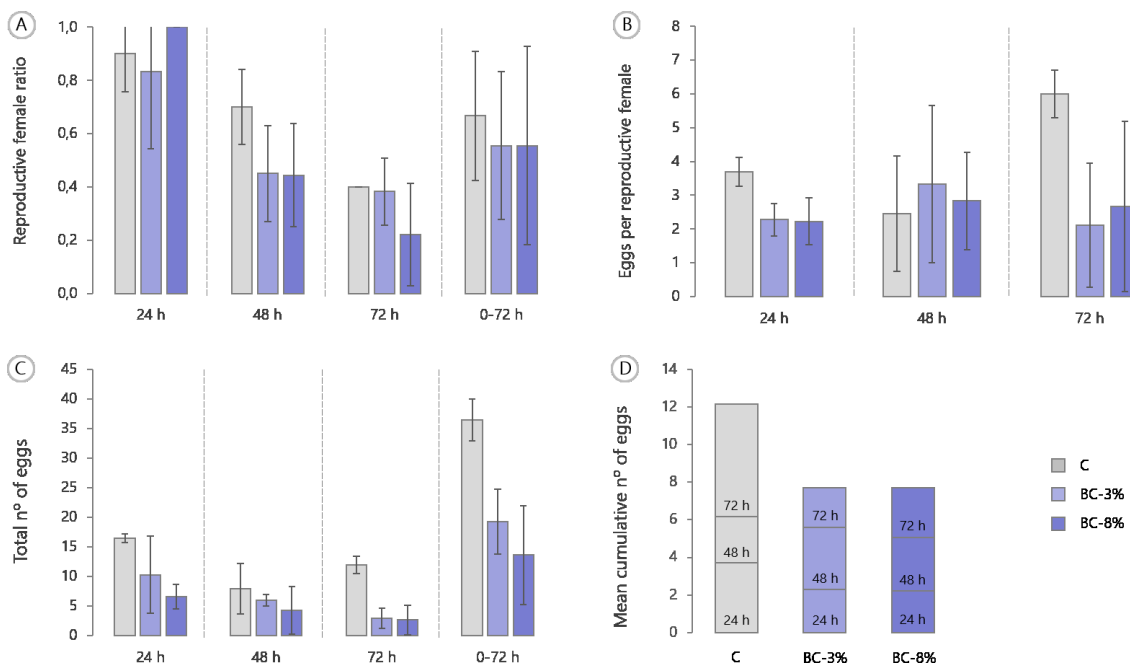 A
Reproductive female ratio
1,0
0,8
0,6
0,4
0,2
0,0
24 h
48 h
72 h
0-72 h
B
Eggs per reproductive female
8
7
6
5
4
3
2
1
0
24 h
48 h
72 h
C
Total nº of eggs
45
40
35
30
25
20
15
10
5
0
24 h
48 h
72 h
0-72 h
D
Mean cumulative nº of eggs
14
12
10
8
6
4
2
0
72 h
48 h
24 h
72 h
48 h
24 h
72 h
48 h
24 h
C
BC-3%
BC-8%
C
BC-3%
BC-8%